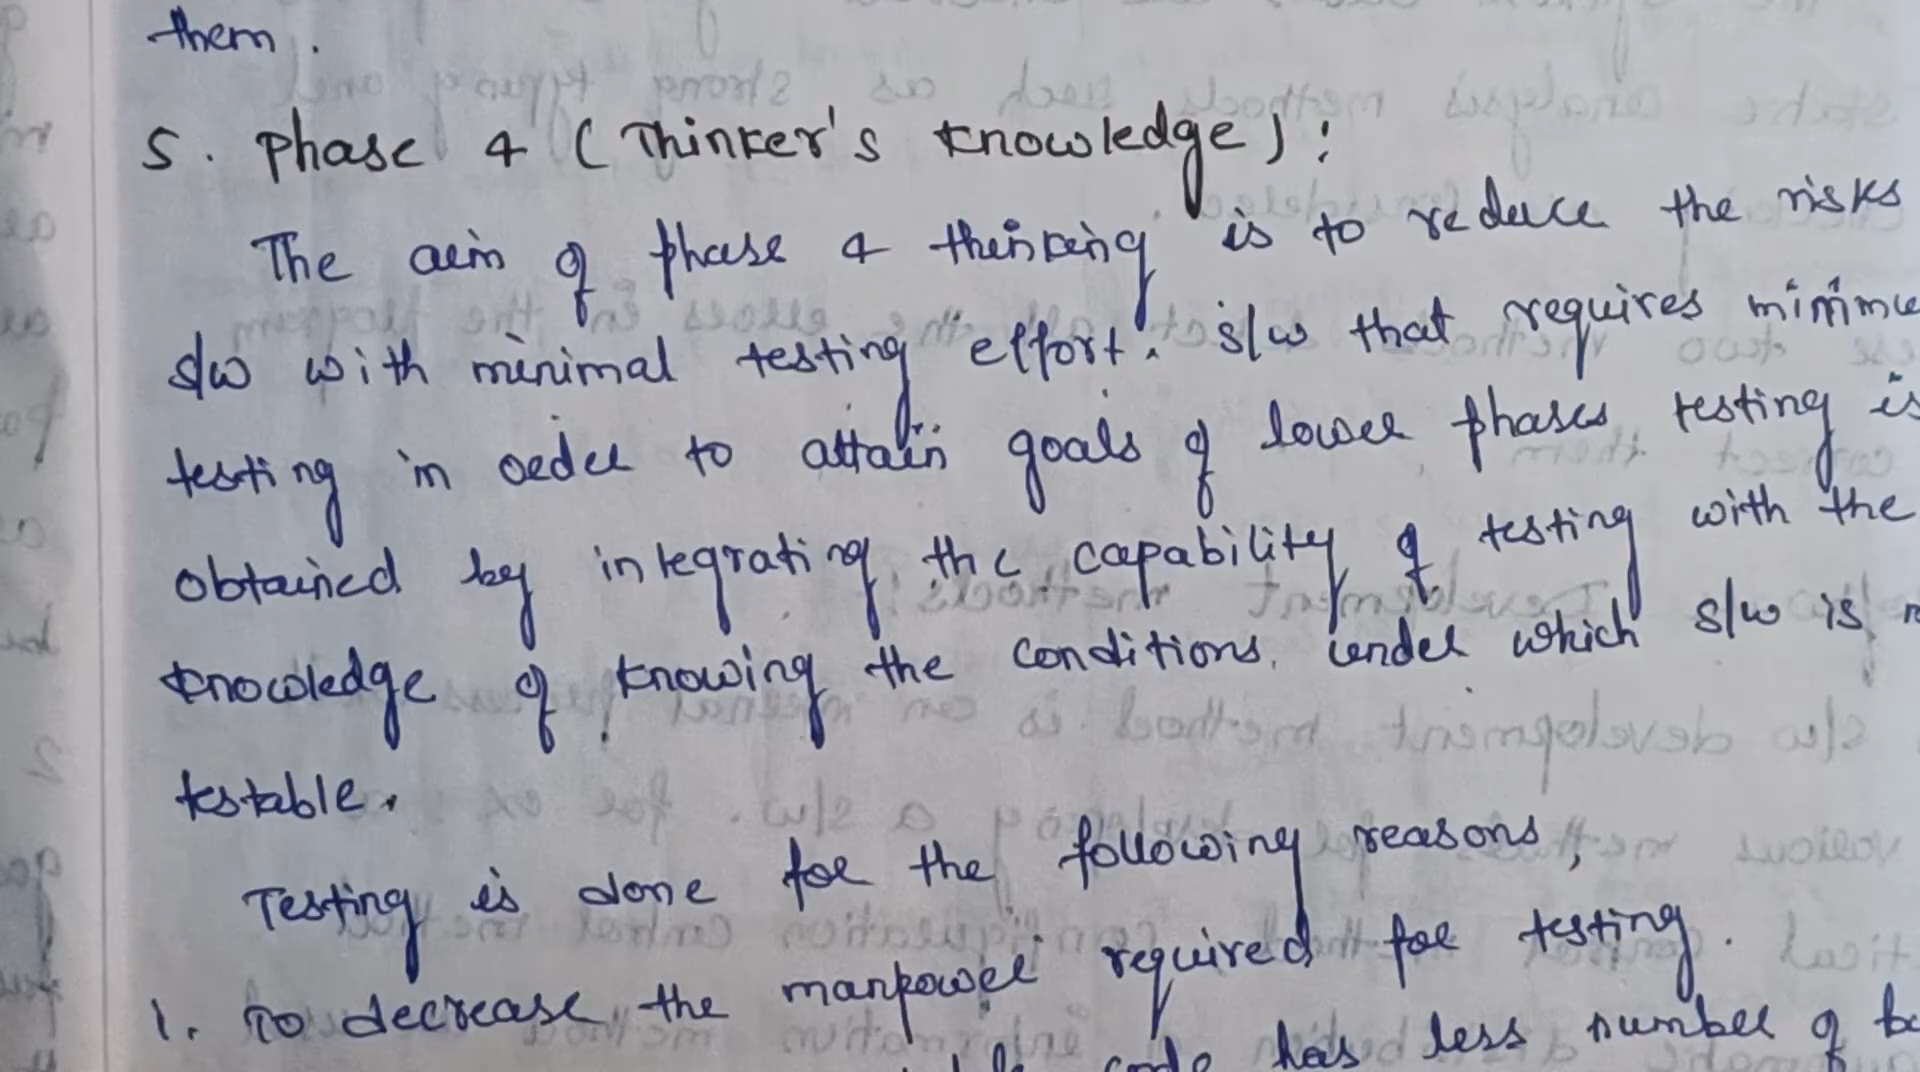 them.
5. Phase 4 (Thinker's knowledge):
The aim of phase 4 thinking is to reduce the risks
s/w with minimal testing effort. s/w that requires
testing in order to attain goals of lower phases testing is
obtained by integrating the capability of testing with the
knowledge of knowing the conditions. under which s/w is
testable.
Testing is done for the following reasons,
1. To decrease the manpower required for testing.
code has less number of